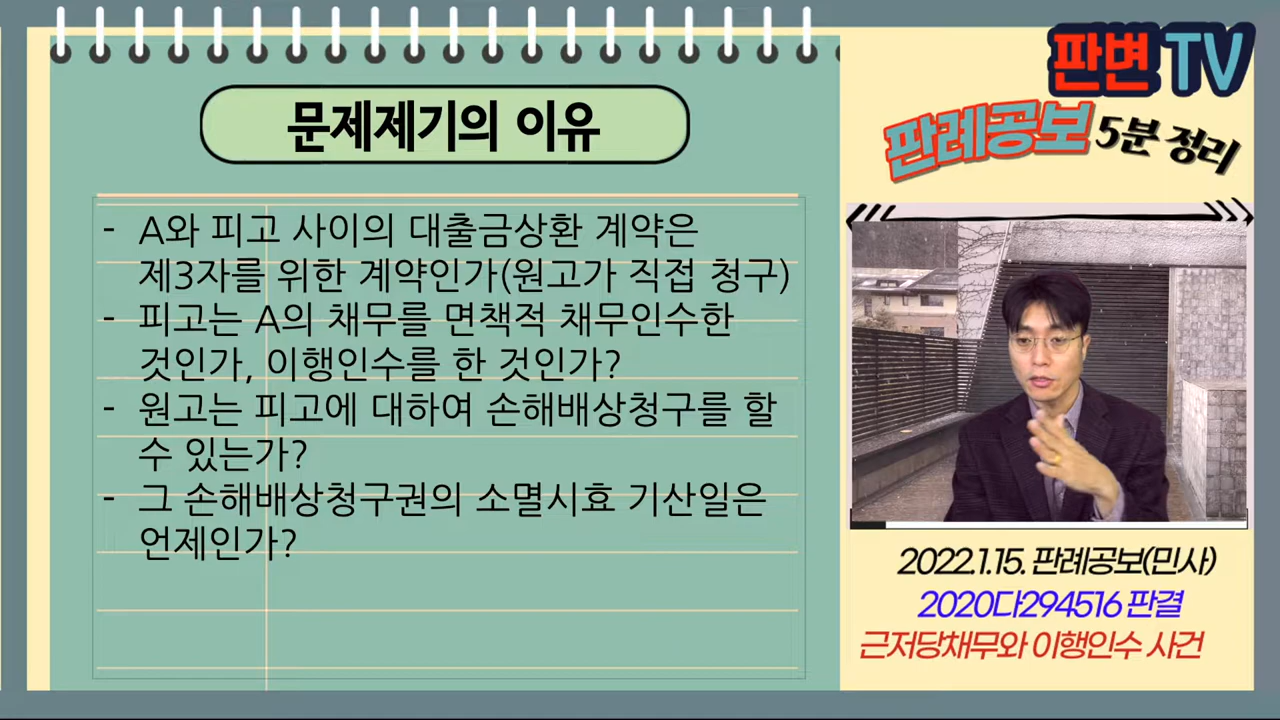 문제제기의 이유
- A와 피고 사이의 대출금상환 계약은
제3자를 위한 계약인가(원고가 직접 청구)
- 피고는 A의 채무를 면책적 채무인수한
것인가, 이행인수를 한 것인가?
- 원고는 피고에 대하여 손해배상청구를 할
수 있는가?
- 그 손해배상청구권의 소멸시효 기산일은
언제인가?
판변 TV
판례공보 5분 정리
2022.1.15. 판례공보(민사)
2020다294516 판결
근저당채무와 이행인수 사건